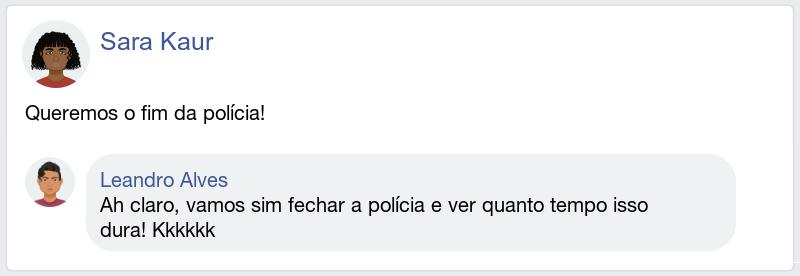 Sara Kaur
Queremos o fim da polícia!
Leandro Alves
Ah claro, vamos sim fechar a polícia e ver quanto tempo isso
dura! Kkkkkk